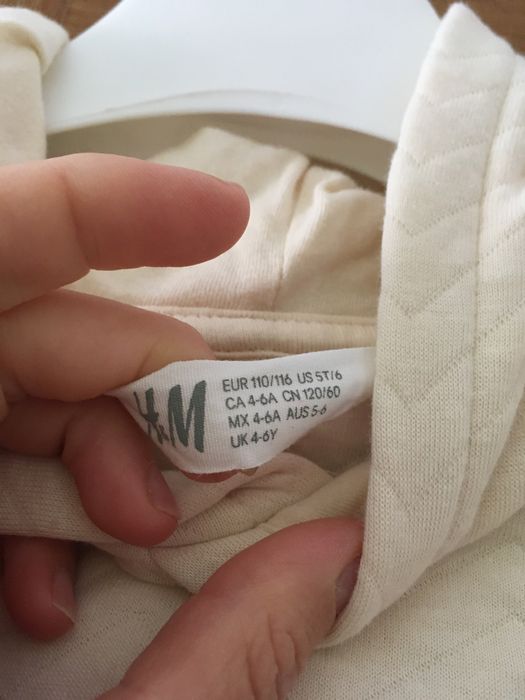 H&M
EUR 110/116 US 5T/6
CA 4-6A CN 120/60
MX 4-6A AUS 5-6
UK 4-6Y